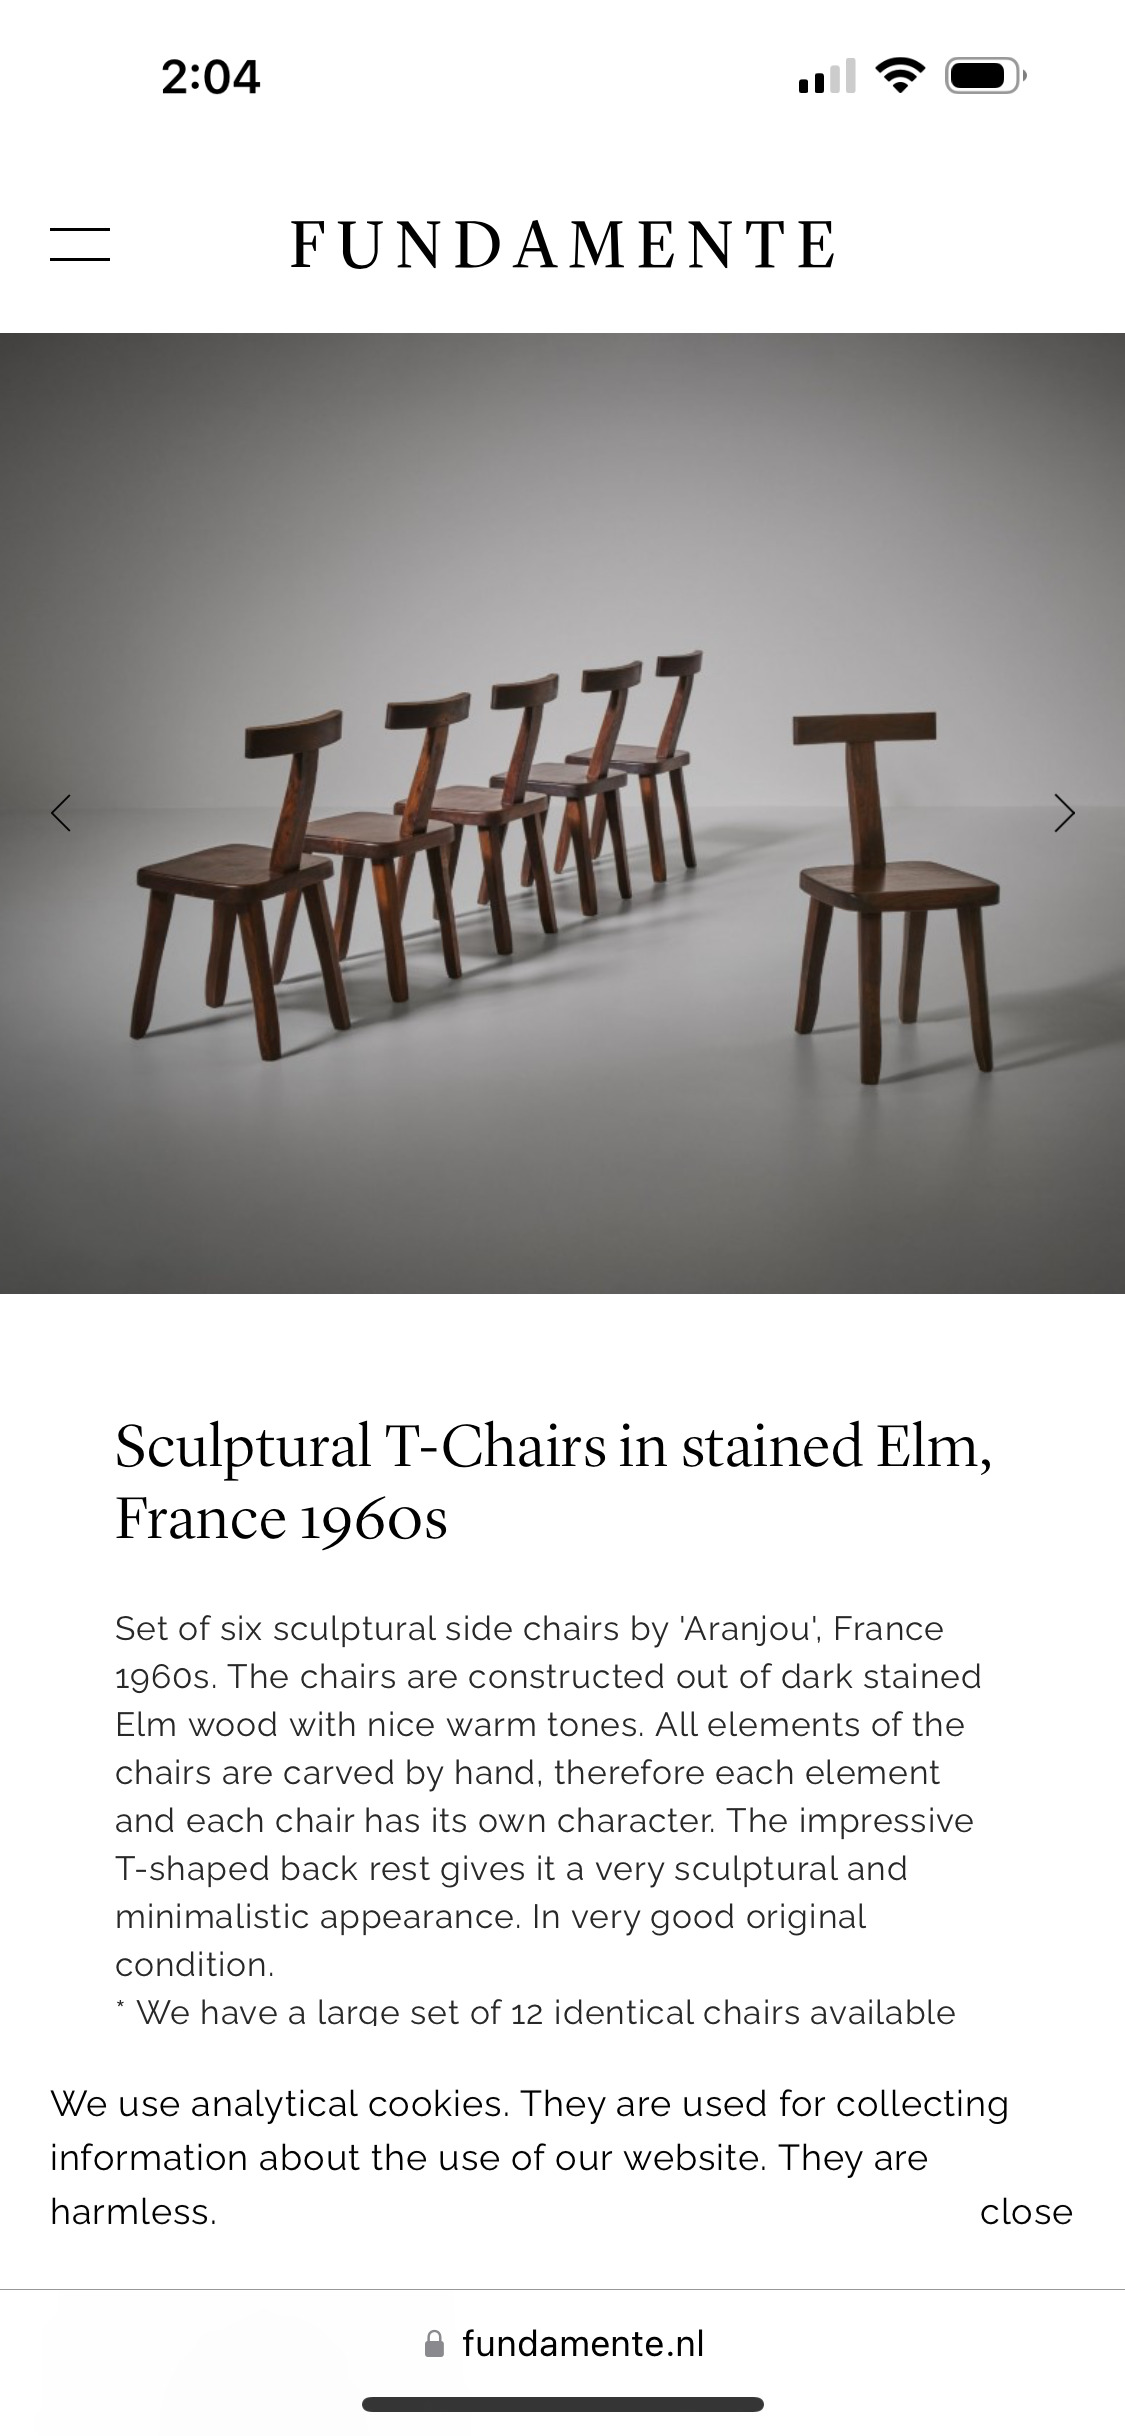 2:04
FUNDAMENTE
Sculptural T-Chairs in stained Elm,
France 1960s
Set of six sculptural side chairs by 'Aranjou', France
1960s. The chairs are constructed out of dark stained
Elm wood with nice warm tones. All elements of the
chairs are carved by hand, therefore each element
and each chair has its own character. The impressive
T-shaped back rest gives it a very sculptural and
minimalistic appearance. In very good original
condition.
* We have a large set of 12 identical chairs available
We use analytical cookies. They are used for collecting
information about the use of our website. They are
harmless. close
fundamente.nl